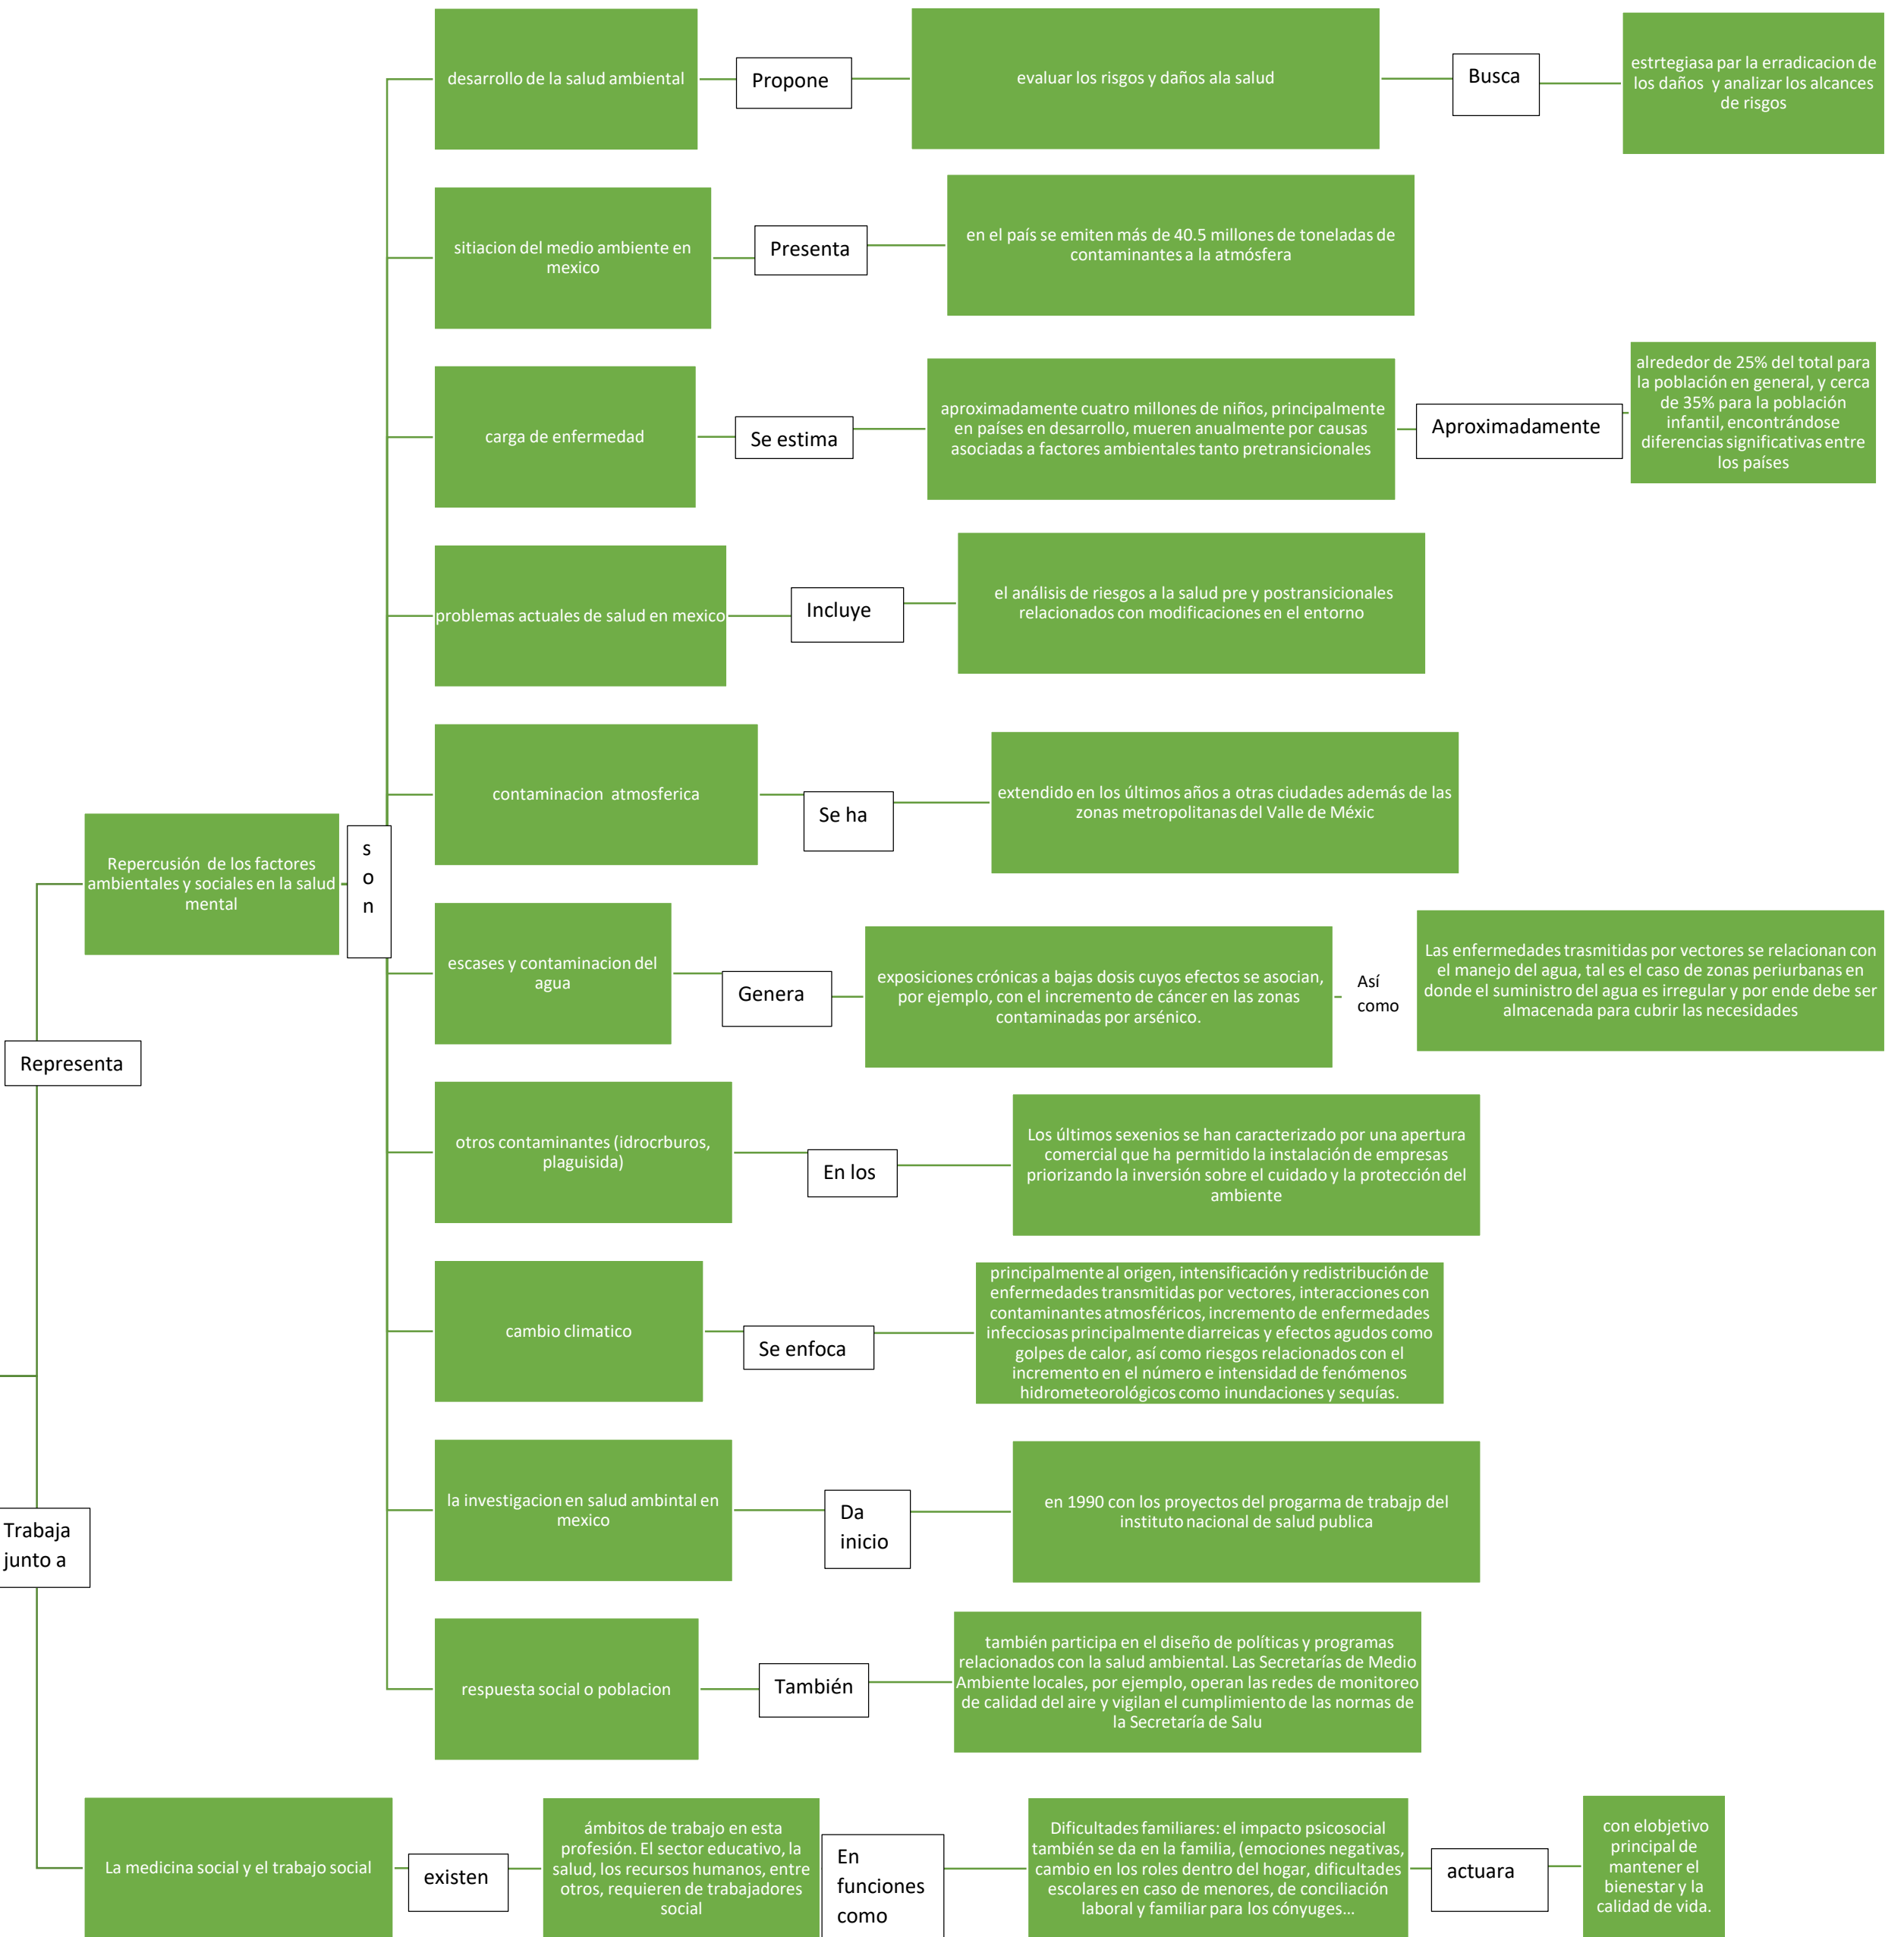 desarrollo de la salud ambiental
Propone
evaluar los risgos y daños ala salud
Busca
estrtegiasa par la erradicacion de
los daños y analizar los alcances
de risgos
sitiacion del medio ambiente en
mexico
Presenta
en el país se emiten más de 40.5 millones de toneladas de
contaminantes a la atmósfera
carga de enfermedad
Se estima
aproximadamente cuatro millones de niños, principalmente
en países en desarrollo, mueren anualmente por causas
asociadas a factores ambientales tanto pretransicionales
Aproximadamente
alrededor de 25% del total para
la población en general, y cerca
de 35% para la población
infantil, encontrándose
diferencias significativas entre
los países
problemas actuales de salud en mexico
Incluye
el análisis de riesgos a la salud pre y postransicionales
relacionados con modificaciones en el entorno
contaminacion atmosferica
Se ha
extendido en los últimos años a otras ciudades además de las
zonas metropolitanas del Valle de Méxic
Repercusión de los factores
ambientales y sociales en la salud
mental
s
o
n
escases y contaminacion del
agua
Genera
exposiciones crónicas a bajas dosis cuyos efectos se asocian,
por ejemplo, con el incremento de cáncer en las zonas
contaminadas por arsénico.
Así
como
Las enfermedades trasmitidas por vectores se relacionan con
el manejo del agua, tal es el caso de zonas periurbanas en
donde el suministro del agua es irregular y por ende debe ser
almacenada para cubrir las necesidades
Representa
otros contaminantes (idrocrburos,
plaguisida)
En los
Los últimos sexenios se han caracterizado por una apertura
comercial que ha permitido la instalación de empresas
priorizando la inversión sobre el cuidado y la protección del
ambiente
cambio climatico
Se enfoca
principalmente al origen, intensificación y redistribución de
enfermedades transmitidas por vectores, interacciones con
contaminantes atmosféricos, incremento de enfermedades
infecciosas principalmente diarreicas y efectos agudos como
golpes de calor, así como riesgos relacionados con el
incremento en el número e intensidad de fenómenos
hidrometeorológicos como inundaciones y sequías.
la investigacion en salud ambintal en
mexico
Da
inicio
en 1990 con los proyectos del progarma de trabajp del
instituto nacional de salud publica
Trabaja
junto a
respuesta social o poblacion
También
también participa en el diseño de políticas y programas
relacionados con la salud ambiental. Las Secretarías de Medio
Ambiente locales, por ejemplo, operan las redes de monitoreo
de calidad del aire y vigilan el cumplimiento de las normas de
la Secretaría de Salu
La medicina social y el trabajo social
existen
ámbitos de trabajo en esta
profesión. El sector educativo, la
salud, los recursos humanos, entre
otros, requieren de trabajadores
social
En
funciones
como
Dificultades familiares: el impacto psicosocial
también se da en la familia, (emociones negativas,
cambio en los roles dentro del hogar, dificultades
escolares en caso de menores, de conciliación
laboral y familiar para los cónyuges…
actuara
con elobjetivo
principal de
mantener el
bienestar y la
calidad de vida.